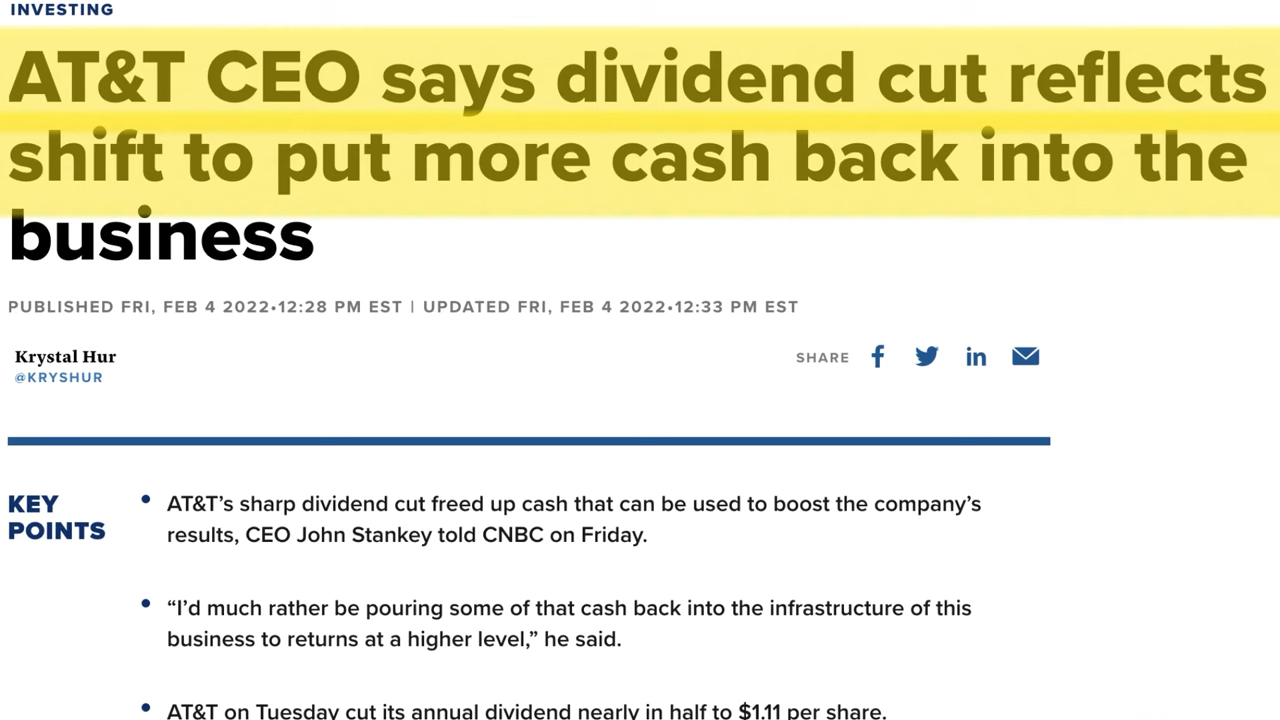 INVESTING
AT&T CEO says dividend cut reflects
shift to put more cash back into the
business
PUBLISHED FRI, FEB 4 2022•12:28 PM EST | UPDATED FRI, FEB 4 2022•12:33 PM EST
Krystal Hur
@KRYSHUR
SHARE
KEY
POINTS
• AT&T’s sharp dividend cut freed up cash that can be used to boost the company’s
results, CEO John Stankey told CNBC on Friday.
• “I’d much rather be pouring some of that cash back into the infrastructure of this
business to returns at a higher level,” he said.
• AT&T on Tuesday cut its annual dividend nearly in half to $1.11 per share.